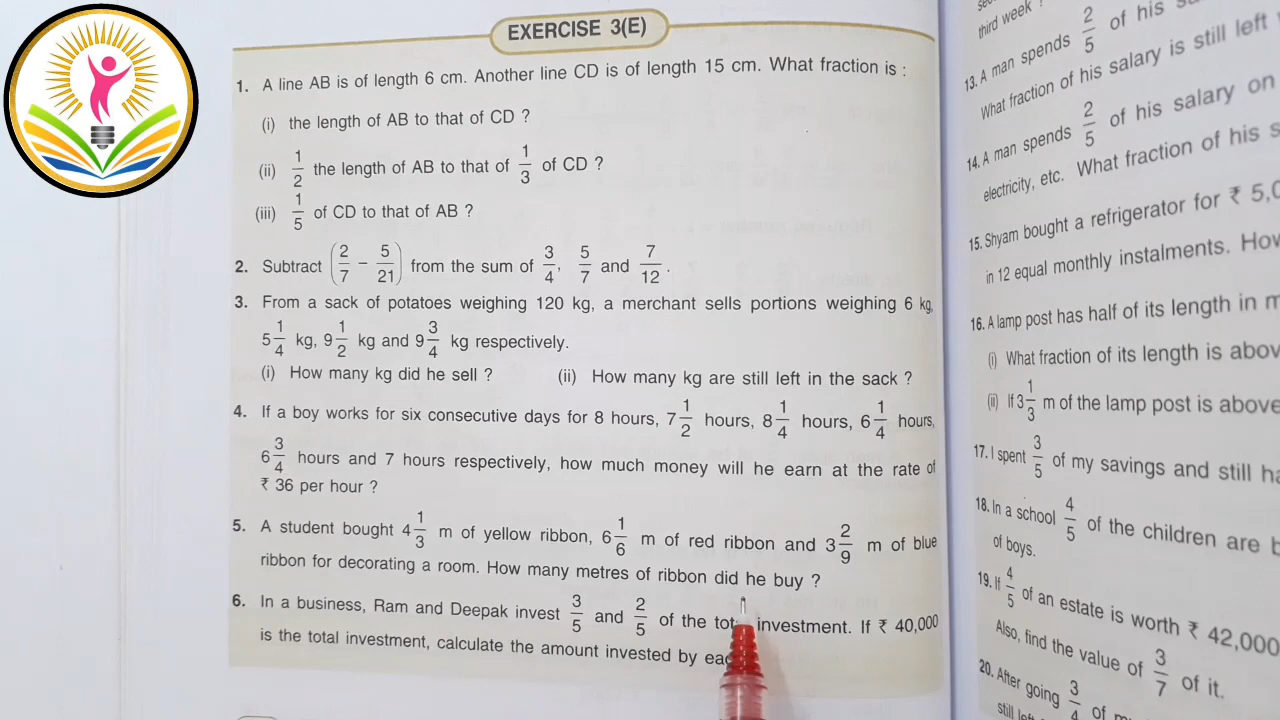 EXERCISE 3(E)
1. A line AB is of length 6 cm. Another line CD is of length 15 cm. What fraction is :
(i) the length of AB to that of CD ?
(ii) 1/2 the length of AB to that of 1/3 of CD ?
(iii) 1/5 of CD to that of AB ?
2. Subtract (2/7 − 5/21) from the sum of 3/4, 5/7 and 7/12.
3. From a sack of potatoes weighing 120 kg, a merchant sells portions weighing 6 kg,
5 1/4 kg, 9 1/2 kg and 9 3/4 kg respectively.
(i) How many kg did he sell ? (ii) How many kg are still left in the sack ?
4. If a boy works for six consecutive days for 8 hours, 7 1/2 hours, 8 1/4 hours, 6 1/4 hours,
6 3/4 hours and 7 hours respectively, how much money will he earn at the rate of
₹ 36 per hour ?
5. A student bought 4 1/3 m of yellow ribbon, 6 1/6 m of red ribbon and 3 2/9 m of blue
ribbon for decorating a room. How many metres of ribbon did he buy ?
6. In a business, Ram and Deepak invest 3/5 and 2/5 of the investment. If ₹ 40,000
is the total investment, calculate the amount invested by
third week
13. A man spends 2/5 of his
What fraction of his salary is still left
14. A man spends 2/5 of his salary on
electricity, etc. What fraction of his
15. Shyam bought a refrigerator for ₹
in 12 equal monthly instalments.
16. A lamp post has half of its length in
(i) What fraction of its length is
(ii) If 3 1/3 m of the lamp post is above
17. I spent 3/5 of my savings and still
18. In a school 4/5 of the children are
of boys.
19. If 4/5 of an estate is worth ₹ 42,000
Also, find the value of 3/7 of it.
20. After going 3/4 of
still